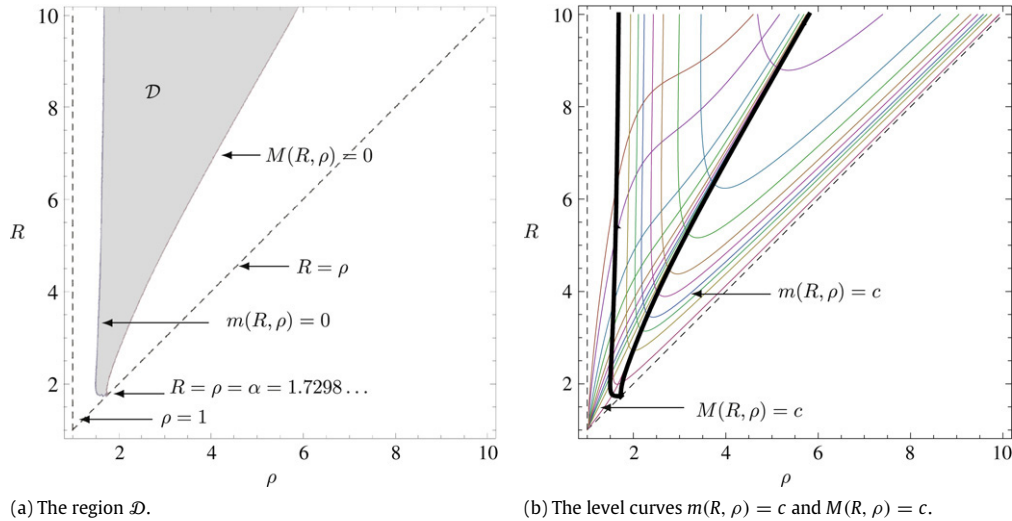 10
8
𝒟
M(R, ρ) = 0
6
R
R = ρ
4
m(R, ρ) = 0
2
R = ρ = α = 1.7298 …
ρ = 1
2 4 6 8 10
ρ
(a) The region 𝒟.
10
8
6
R
4
m(R, ρ) = c
2
M(R, ρ) = c
2 4 6 8 10
ρ
(b) The level curves m(R, ρ) = c and M(R, ρ) = c.